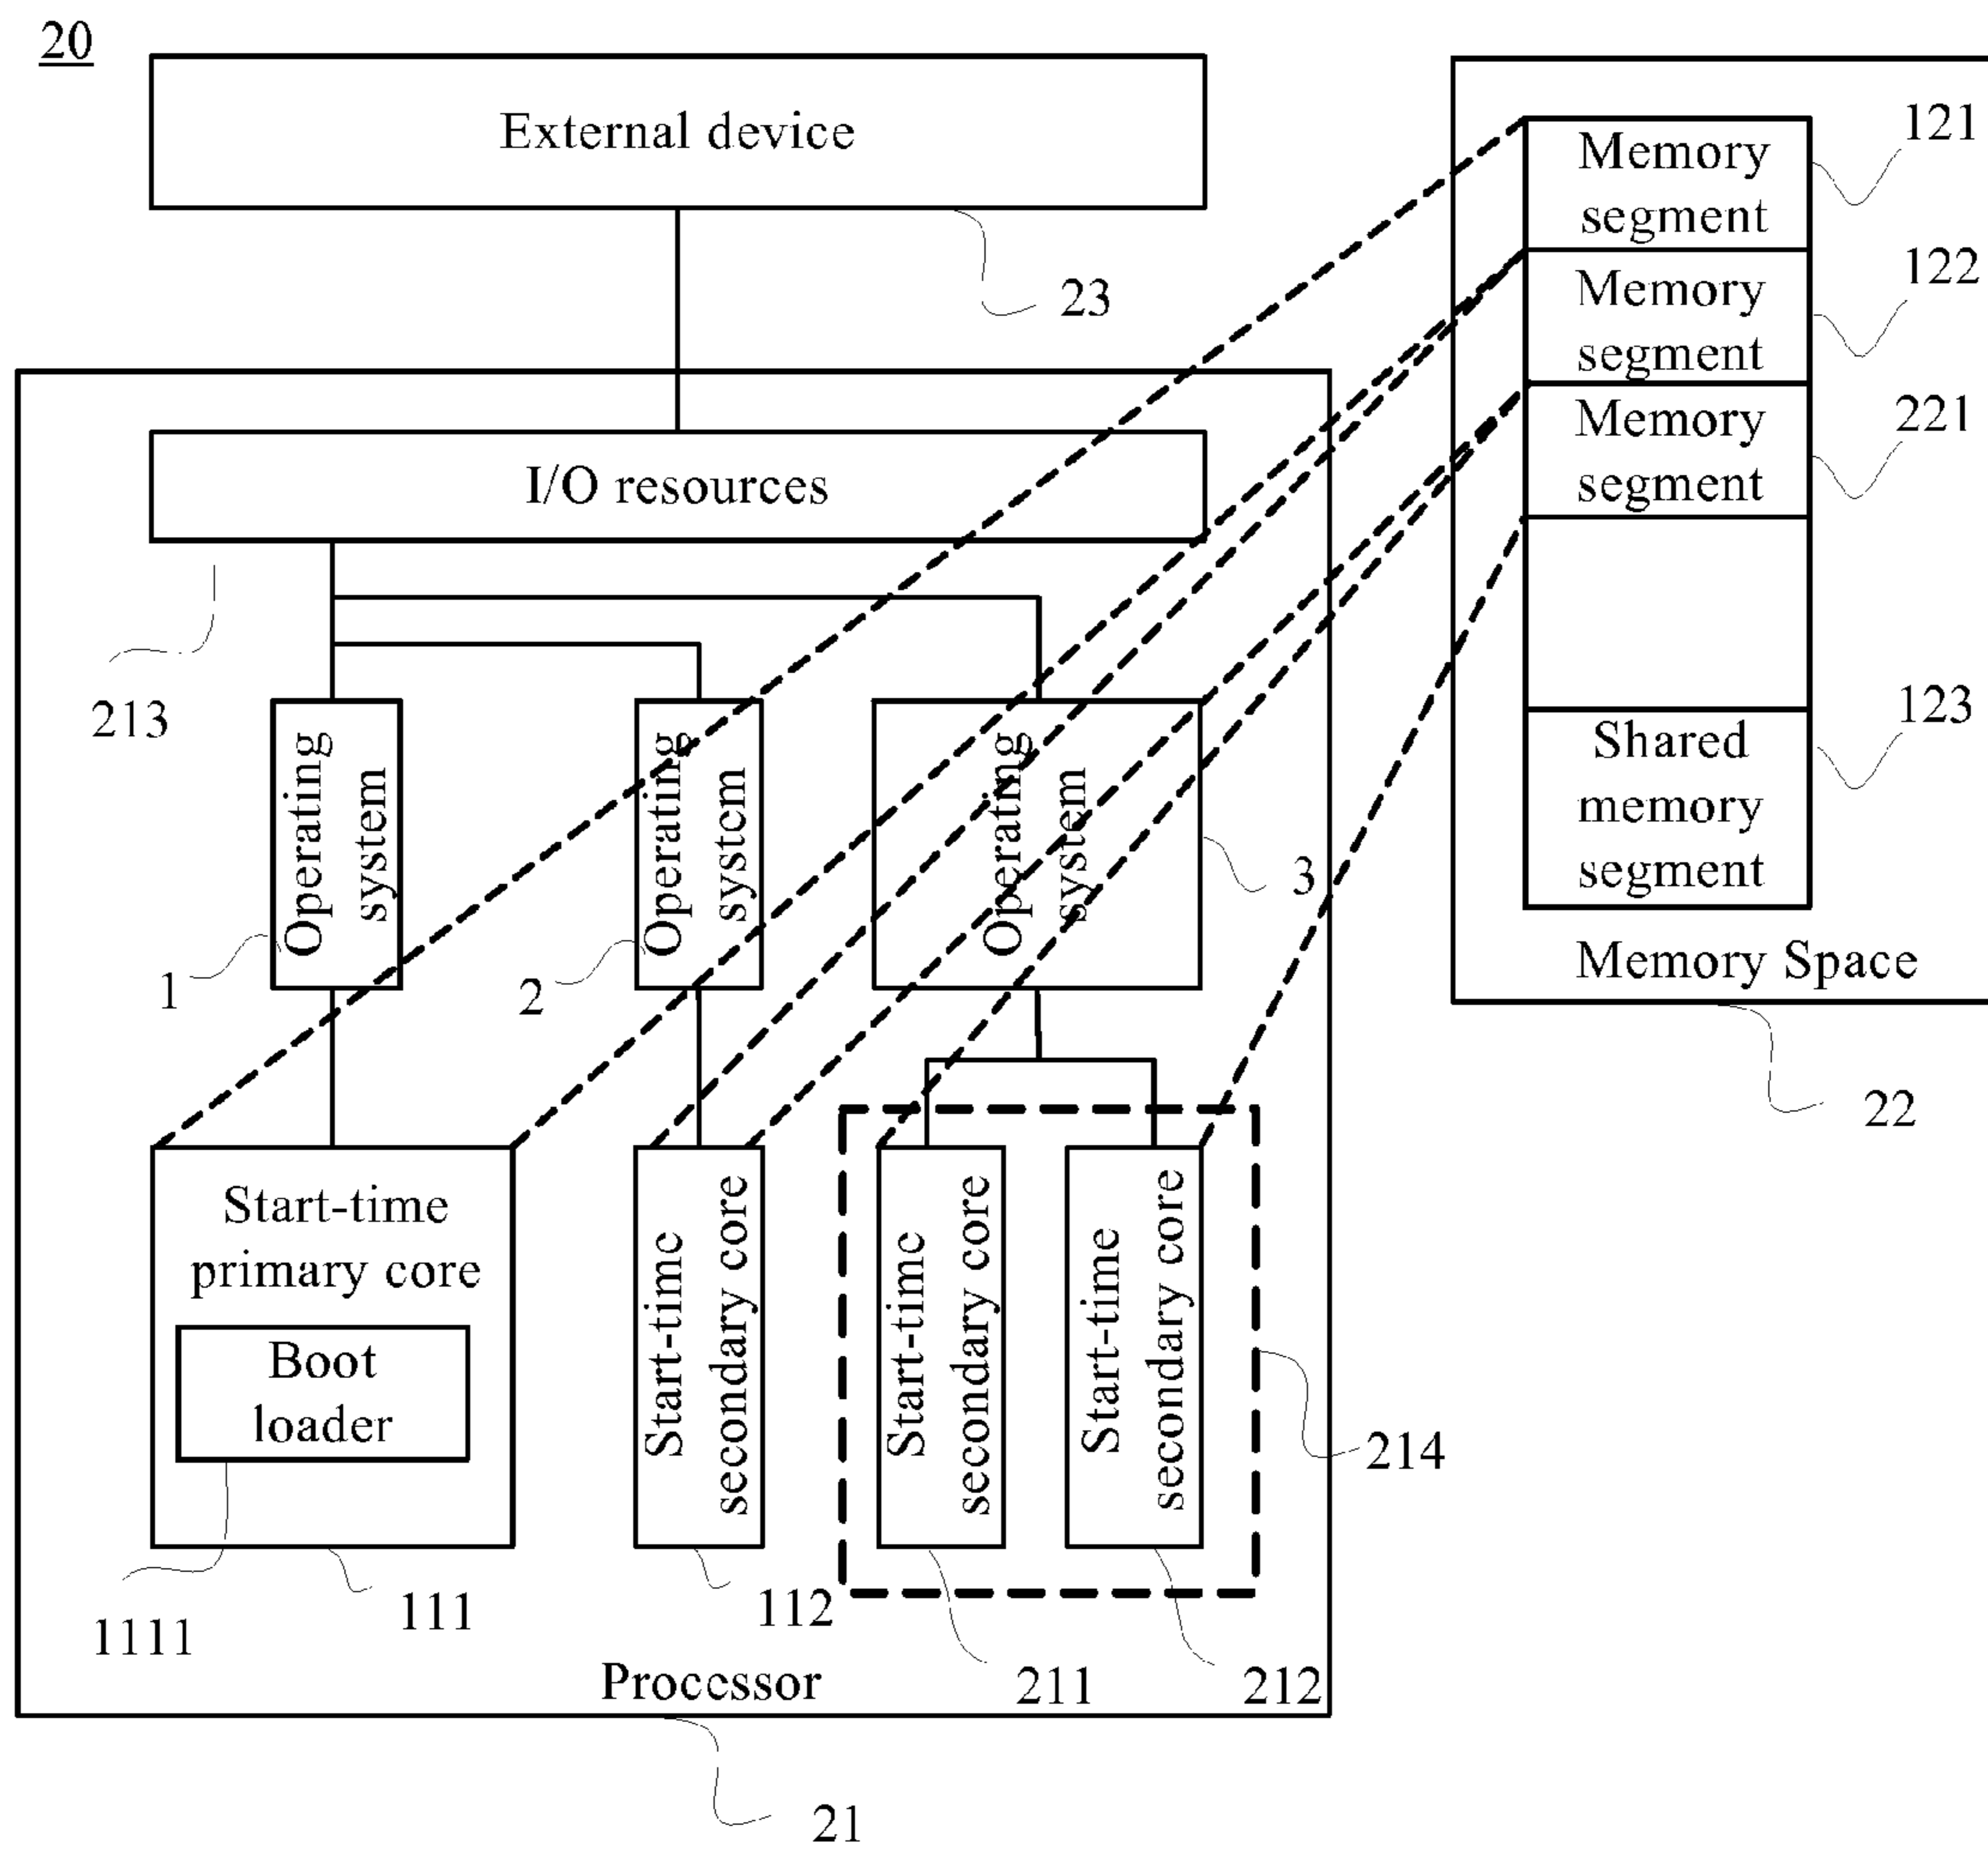 20
External device
23
I/O resources
213
Operating
system
1
Operating
system
2
Operating
system
3
Start-time
primary core
Boot
loader
1111
111
Start-time
secondary core
112
Start-time
secondary core
211
Start-time
secondary core
212
214
Processor
21
Memory
segment
121
Memory
segment
122
Memory
segment
221
Shared
memory
segment
123
Memory Space
22